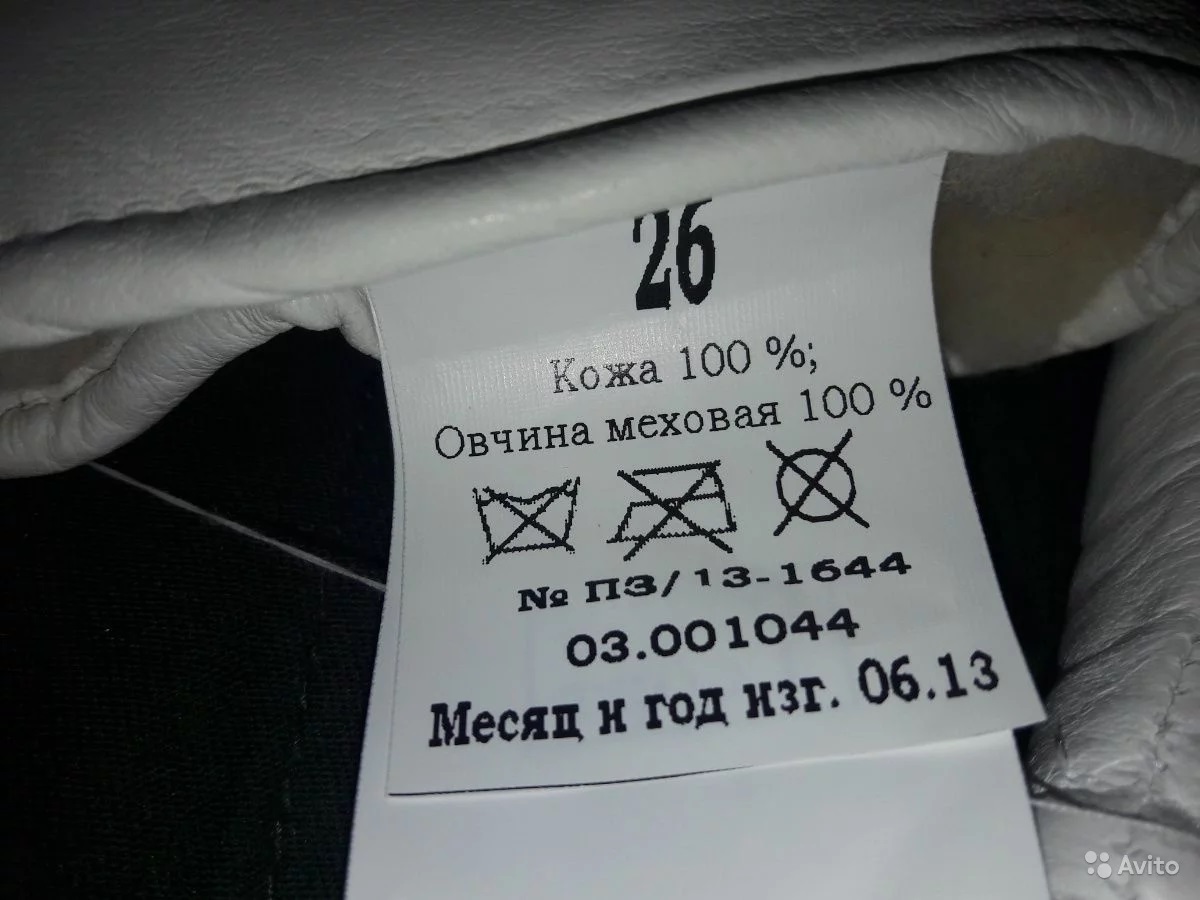 26
Кожа 100 %;
Овчина меховая 100 %
№ ПЗ/13-1644
03.001044
Месяц и год изг. 06.13
Avito